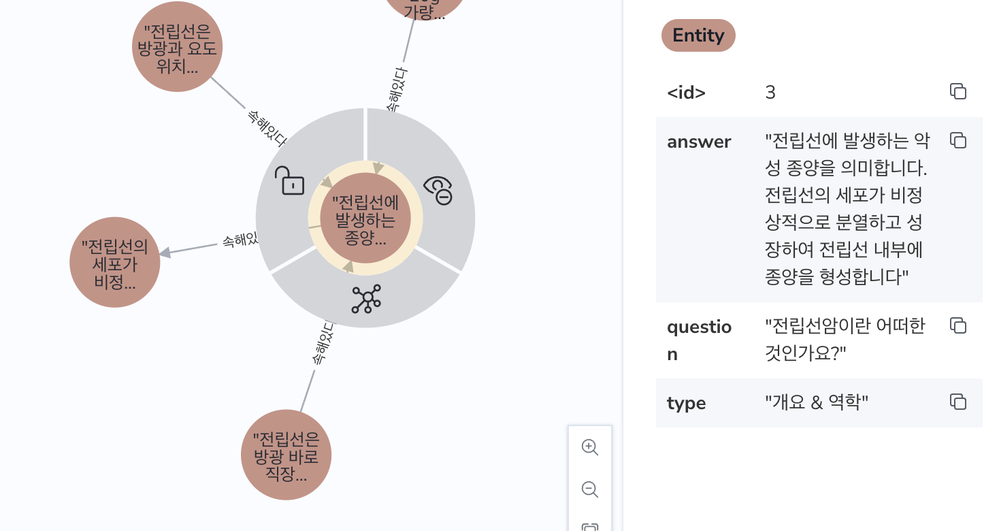 가량...
"전립선은
방광과 요도
위치...
속해있다
속해있다
"전립선에
발생하는
종양...
"전립선의
세포가
비정...
속해있
속해있다
"전립선은
방광 바로
직장...
Entity
<id> 3
answer "전립선에 발생하는 악
성 종양을 의미합니다.
전립선의 세포가 비정
상적으로 분열하고 성
장하여 전립선 내부에
종양을 형성합니다"
questio "전립선암이란 어떠한
n 것인가요?"
type "개요 & 역학"